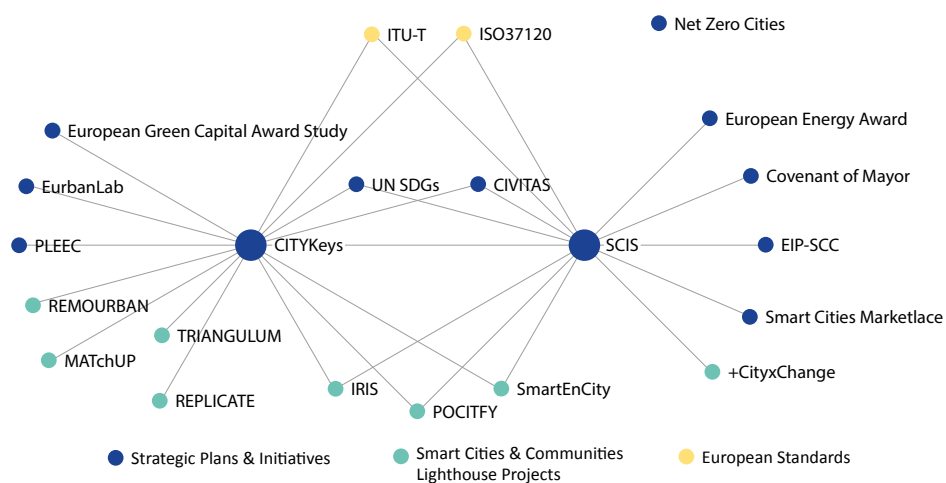 ITU-T
ISO37120
Net Zero Cities
European Green Capital Award Study
European Energy Award
EurbanLab
UN SDGs
CIVITAS
Covenant of Mayor
PLEEC
CITYKeys
SCIS
EIP-SCC
REMOURBAN
TRIANGULUM
Smart Cities Marketlace
MATchUP
+CityxChange
REPLICATE
IRIS
SmartEnCity
POCITFY
Strategic Plans & Initiatives
Smart Cities & Communities
Lighthouse Projects
European Standards